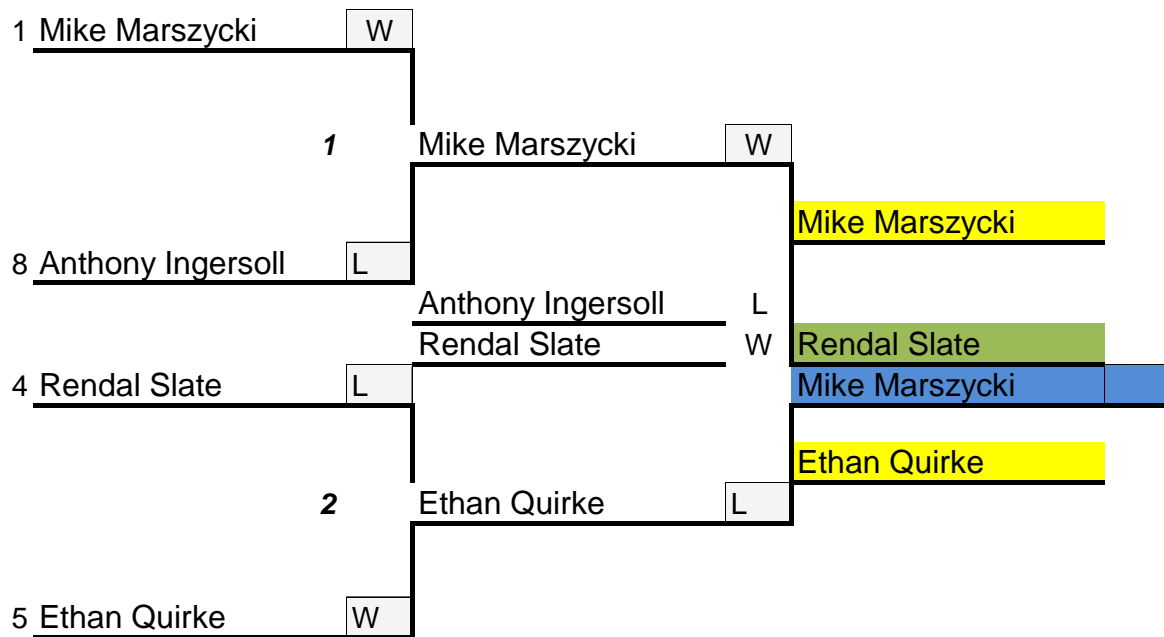 1 Mike Marszycki W
1 Mike Marszycki W
Mike Marszycki
8 Anthony Ingersoll L
Anthony Ingersoll L
Rendal Slate W Rendal Slate
4 Rendal Slate L Mike Marszycki
Ethan Quirke
2 Ethan Quirke L
5 Ethan Quirke W